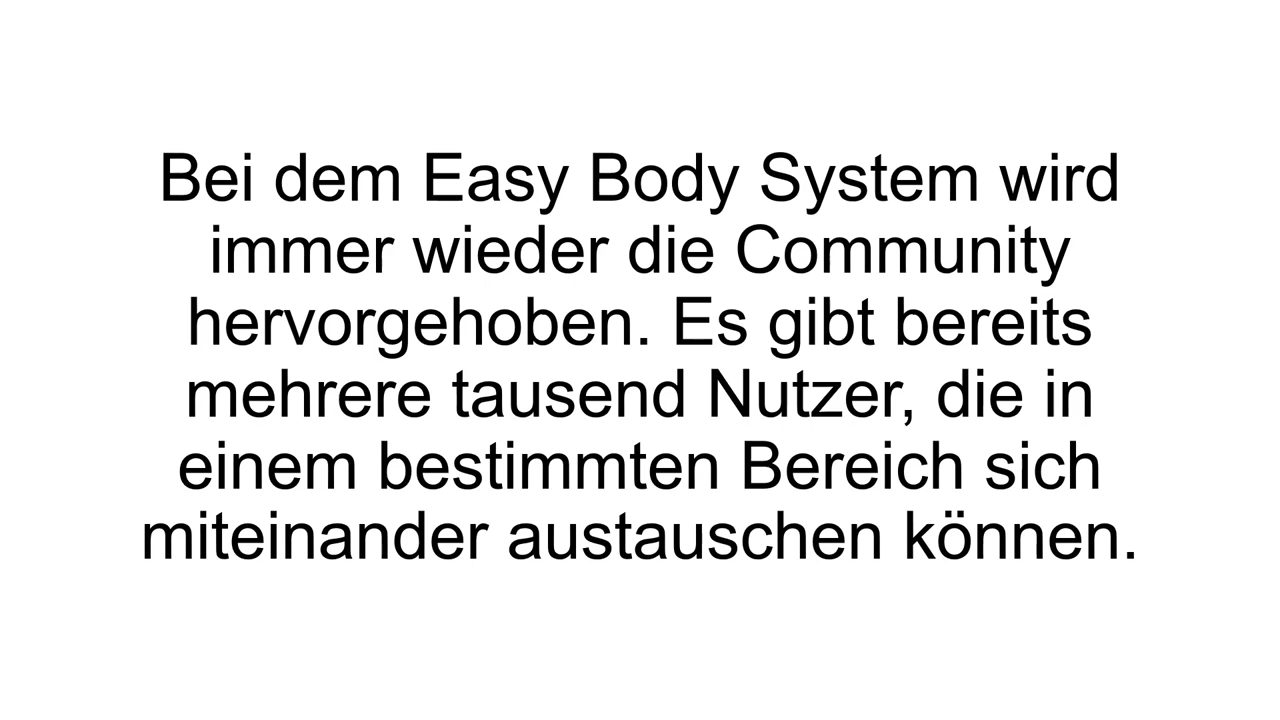 Bei dem Easy Body System wird
immer wieder die Community
hervorgehoben. Es gibt bereits
mehrere tausend Nutzer, die in
einem bestimmten Bereich sich
miteinander austauschen können.